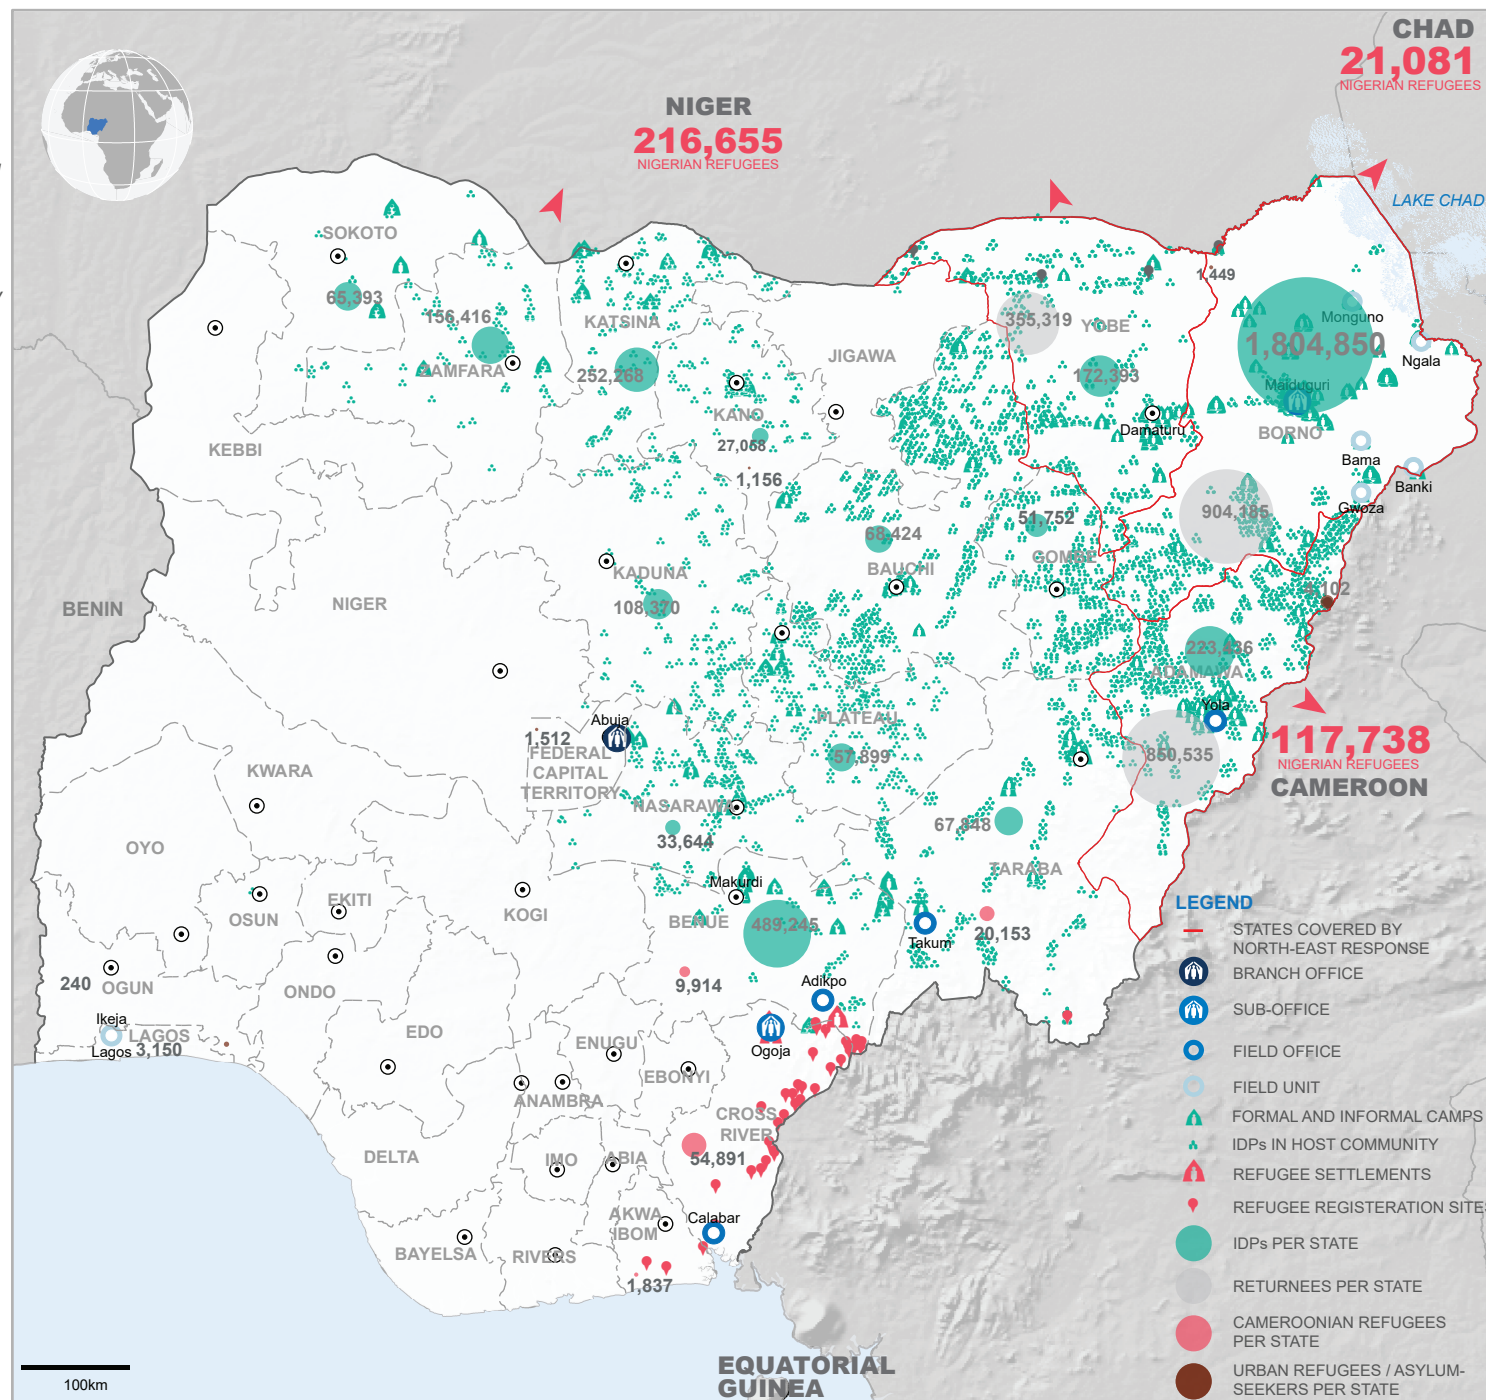 CHAD
21,081
NIGERIAN REFUGEES
NIGER
216,655
NIGERIAN REFUGEES
LAKE CHAD
SOKOTO
65,393
156,416
ZAMFARA
KATSINA
252,268
KANO
27,068
1,156
JIGAWA
355,319
YOBE
172,393
Damaturu
1,449
Monguno
1,804,850
Ngala
Maiduguri
BORNO
Bama
Banki
Gwoza
904,185
KEBBI
BENIN
NIGER
KADUNA
108,370
68,424
BAUCHI
51,752
GOMBE
4,102
223,836
ADAMAWA
Yola
860,535
117,738
NIGERIAN REFUGEES
CAMEROON
Abuja
1,512
FEDERAL
CAPITAL
TERRITORY
PLATEAU
57,899
NASARAWA
33,644
KWARA
OYO
OSUN
EKITI
KOGI
67,848
TARABA
Makurdi
BENUE
489,245
Takum
20,153
9,914
Adikpo
240
OGUN
ONDO
Ikeja
LAGOS
Lagos 3,150
EDO
ENUGU
Ogoja
EBONYI
ANAMBRA
CROSS
RIVER
54,891
DELTA
IMO
ABIA
AKWA
IBOM
Calabar
BAYELSA
RIVERS
1,837
EQUATORIAL
GUINEA
100km
LEGEND
STATES COVERED BY
NORTH-EAST RESPONSE
BRANCH OFFICE
SUB-OFFICE
FIELD OFFICE
FIELD UNIT
FORMAL AND INFORMAL CAMPS
IDPs IN HOST COMMUNITY
REFUGEE SETTLEMENTS
REFUGEE REGISTERATION SITES
IDPs PER STATE
RETURNEES PER STATE
CAMEROONIAN REFUGEES
PER STATE
URBAN REFUGEES / ASYLUM-
SEEKERS PER STATE